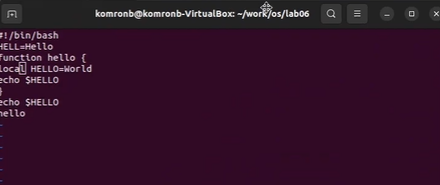 komronb@komronb-VirtualBox: ~/work/os/lab06
#!/bin/bash
HELL=Hello
function hello {
local HELLO=World
echo $HELLO
}
echo $HELLO
hello
~
~
~
~
~
~